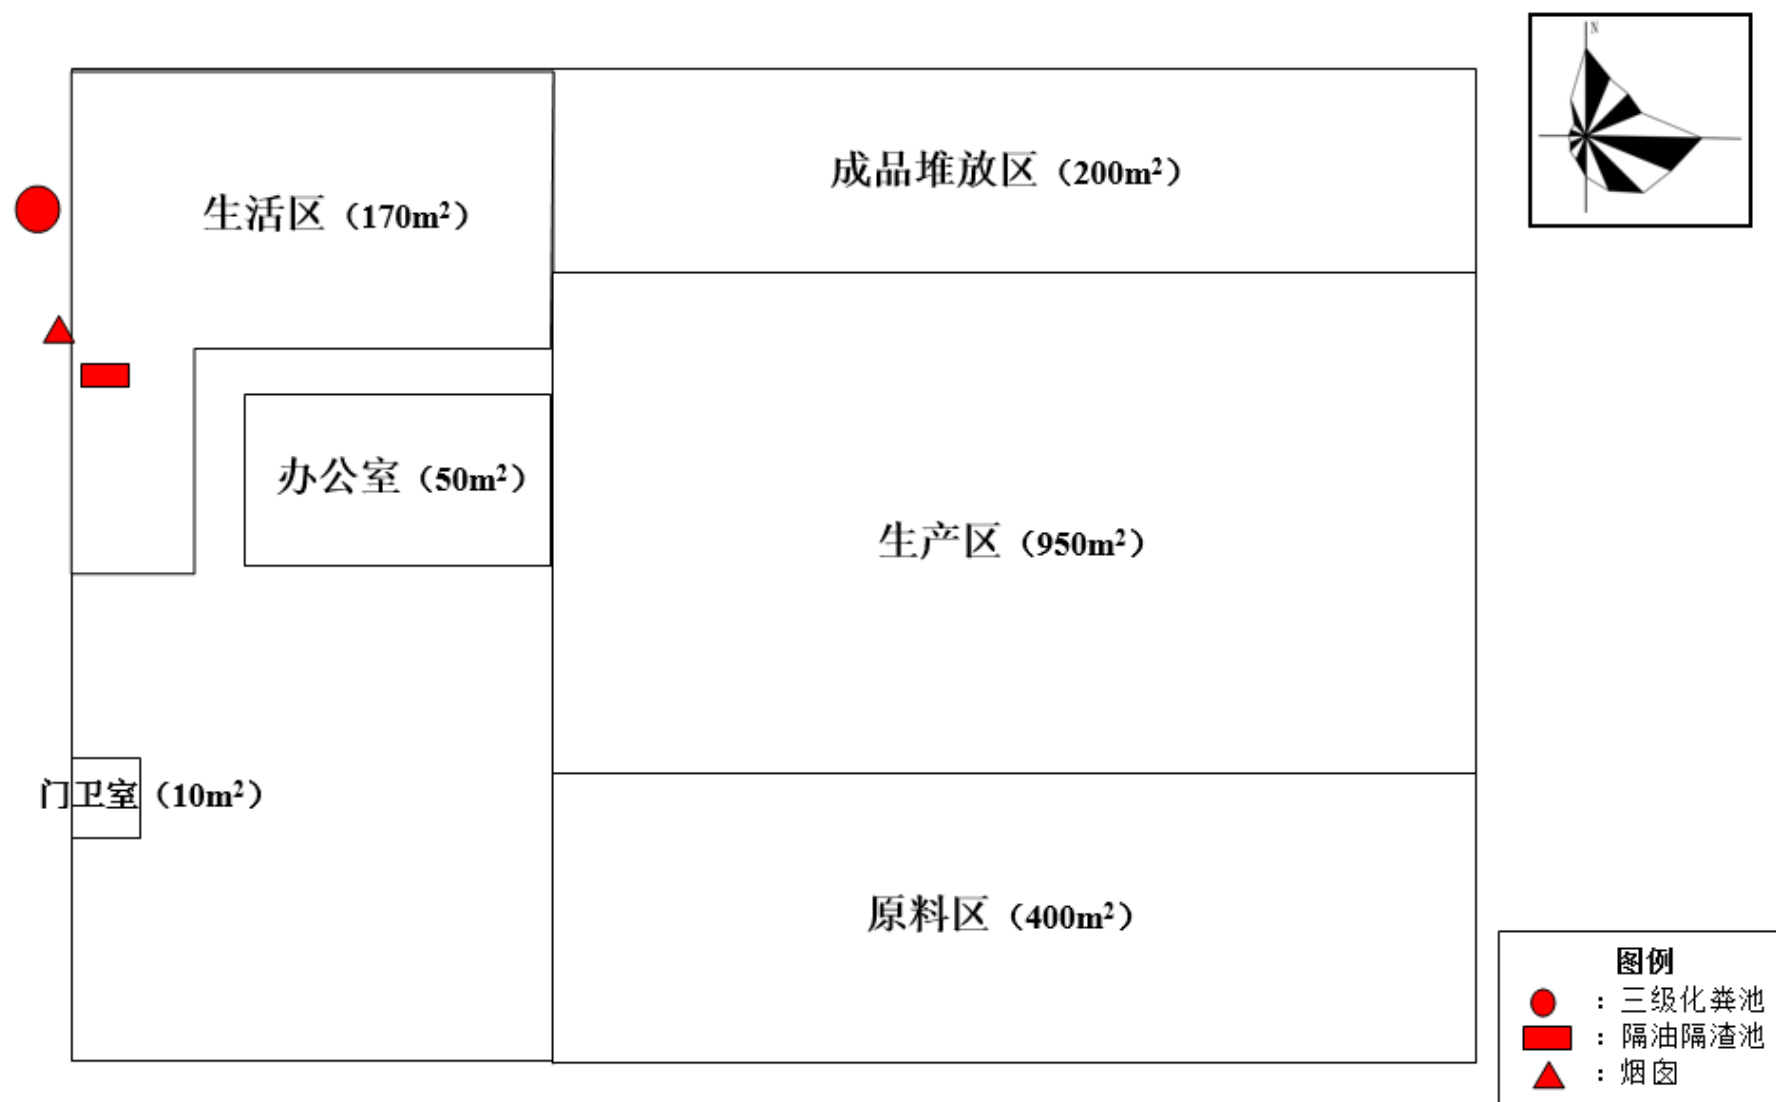 N
成品堆放区（200m²）
生活区（170m²）
办公室（50m²）
生产区（950m²）
门卫室（10m²）
原料区（400m²）
图例
：三级化粪池
：隔油隔渣池
：烟囱